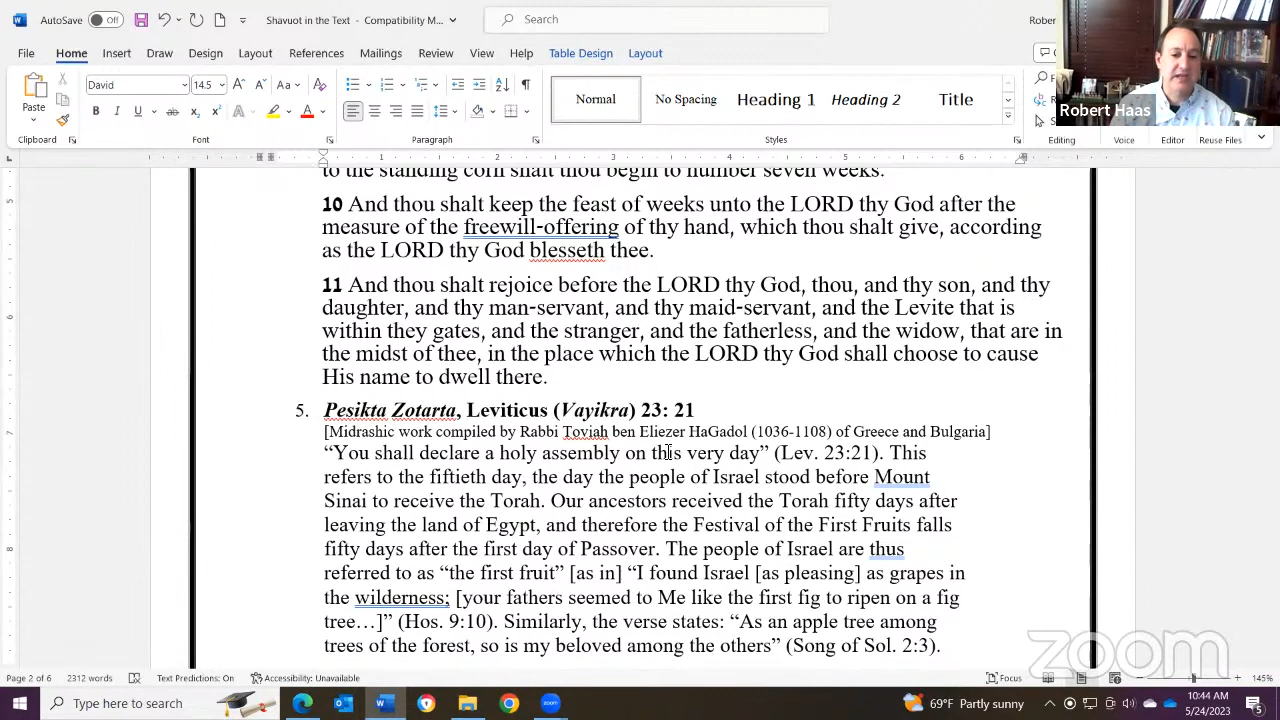 AutoSave Off Shavuot in the Text - Compatibility M... Search Rober
File Home Insert Draw Design Layout References Mailings Review View Help Table Design Layout
Paste David 14.5 Normal No Spacing Heading 1 Heading 2 Title
Robert Haas
Clipboard Font Paragraph Styles Editing Voice Editor Reuse Files
to the standing corn shalt thou begin to number seven weeks.
10 And thou shalt keep the feast of weeks unto the LORD thy God after the
measure of the freewill-offering of thy hand, which thou shalt give, according
as the LORD thy God blesseth thee.
11 And thou shalt rejoice before the LORD thy God, thou, and thy son, and thy
daughter, and thy man-servant, and thy maid-servant, and the Levite that is
within they gates, and the stranger, and the fatherless, and the widow, that are in
the midst of thee, in the place which the LORD thy God shall choose to cause
His name to dwell there.
5. Pesikta Zotarta, Leviticus (Vayikra) 23: 21
[Midrashic work compiled by Rabbi Toviah ben Eliezer HaGadol (1036-1108) of Greece and Bulgaria]
“You shall declare a holy assembly on this very day” (Lev. 23:21). This
refers to the fiftieth day, the day the people of Israel stood before Mount
Sinai to receive the Torah. Our ancestors received the Torah fifty days after
leaving the land of Egypt, and therefore the Festival of the First Fruits falls
fifty days after the first day of Passover. The people of Israel are thus
referred to as “the first fruit” [as in] “I found Israel [as pleasing] as grapes in
the wilderness; [your fathers seemed to Me like the first fig to ripen on a fig
tree…]” (Hos. 9:10). Similarly, the verse states: “As an apple tree among
trees of the forest, so is my beloved among the others” (Song of Sol. 2:3).
zoom
Page 2 of 6 2312 words Text Predictions: On Accessibility: Unavailable Focus 145%
Type here to search 69°F Partly sunny 10:44 AM
5/24/2023